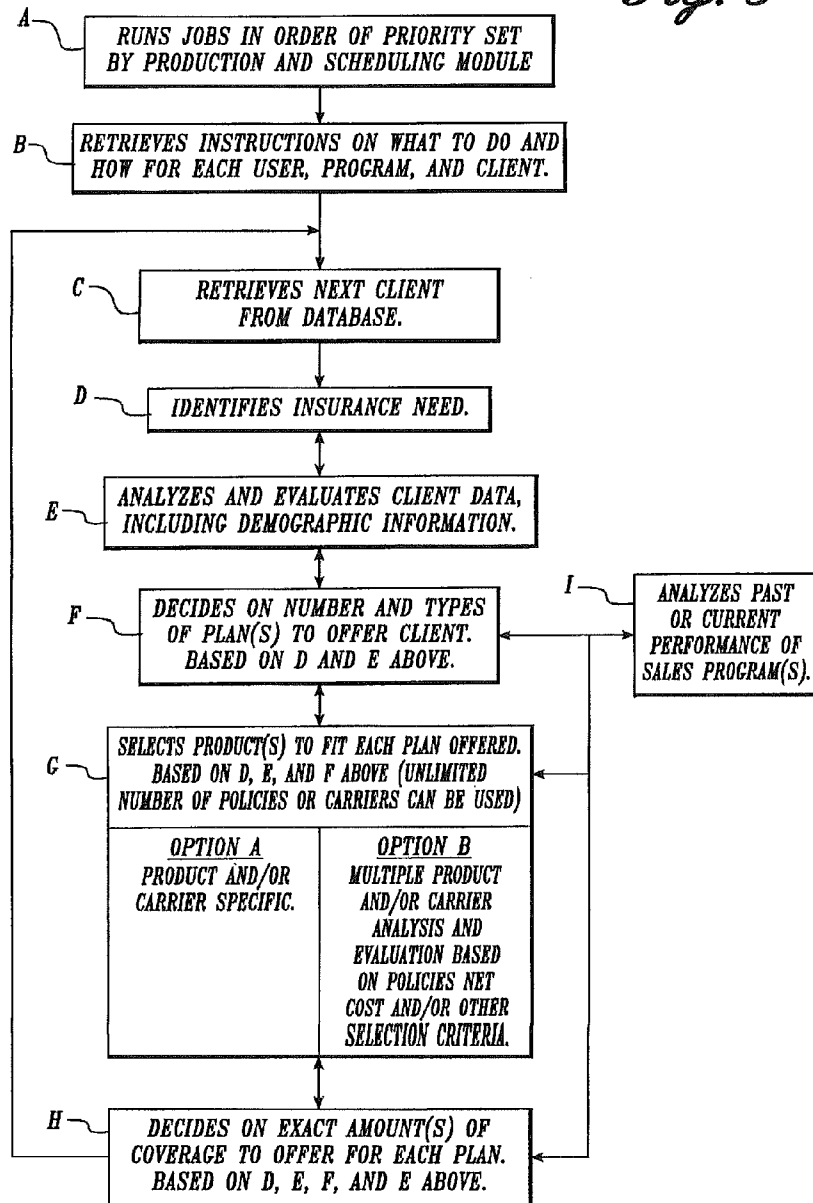 A
RUNS JOBS IN ORDER OF PRIORITY SET
BY PRODUCTION AND SCHEDULING MODULE
B
RETRIEVES INSTRUCTIONS ON WHAT TO DO AND
HOW FOR EACH USER, PROGRAM, AND CLIENT.
C
RETRIEVES NEXT CLIENT
FROM DATABASE.
D
IDENTIFIES INSURANCE NEED.
E
ANALYZES AND EVALUATES CLIENT DATA,
INCLUDING DEMOGRAPHIC INFORMATION.
F
DECIDES ON NUMBER AND TYPES
OF PLAN(S) TO OFFER CLIENT.
BASED ON D AND E ABOVE.
I
ANALYZES PAST
OR CURRENT
PERFORMANCE OF
SALES PROGRAM(S).
G
SELECTS PRODUCT(S) TO FIT EACH PLAN OFFERED.
BASED ON D, E, AND F ABOVE (UNLIMITED
NUMBER OF POLICIES OR CARRIERS CAN BE USED)
OPTION A
PRODUCT AND/OR
CARRIER SPECIFIC.
OPTION B
MULTIPLE PRODUCT
AND/OR CARRIER
ANALYSIS AND
EVALUATION BASED
ON POLICIES NET
COST AND/OR OTHER
SELECTION CRITERIA.
H
DECIDES ON EXACT AMOUNT(S) OF
COVERAGE TO OFFER FOR EACH PLAN.
BASED ON D, E, F, AND E ABOVE.